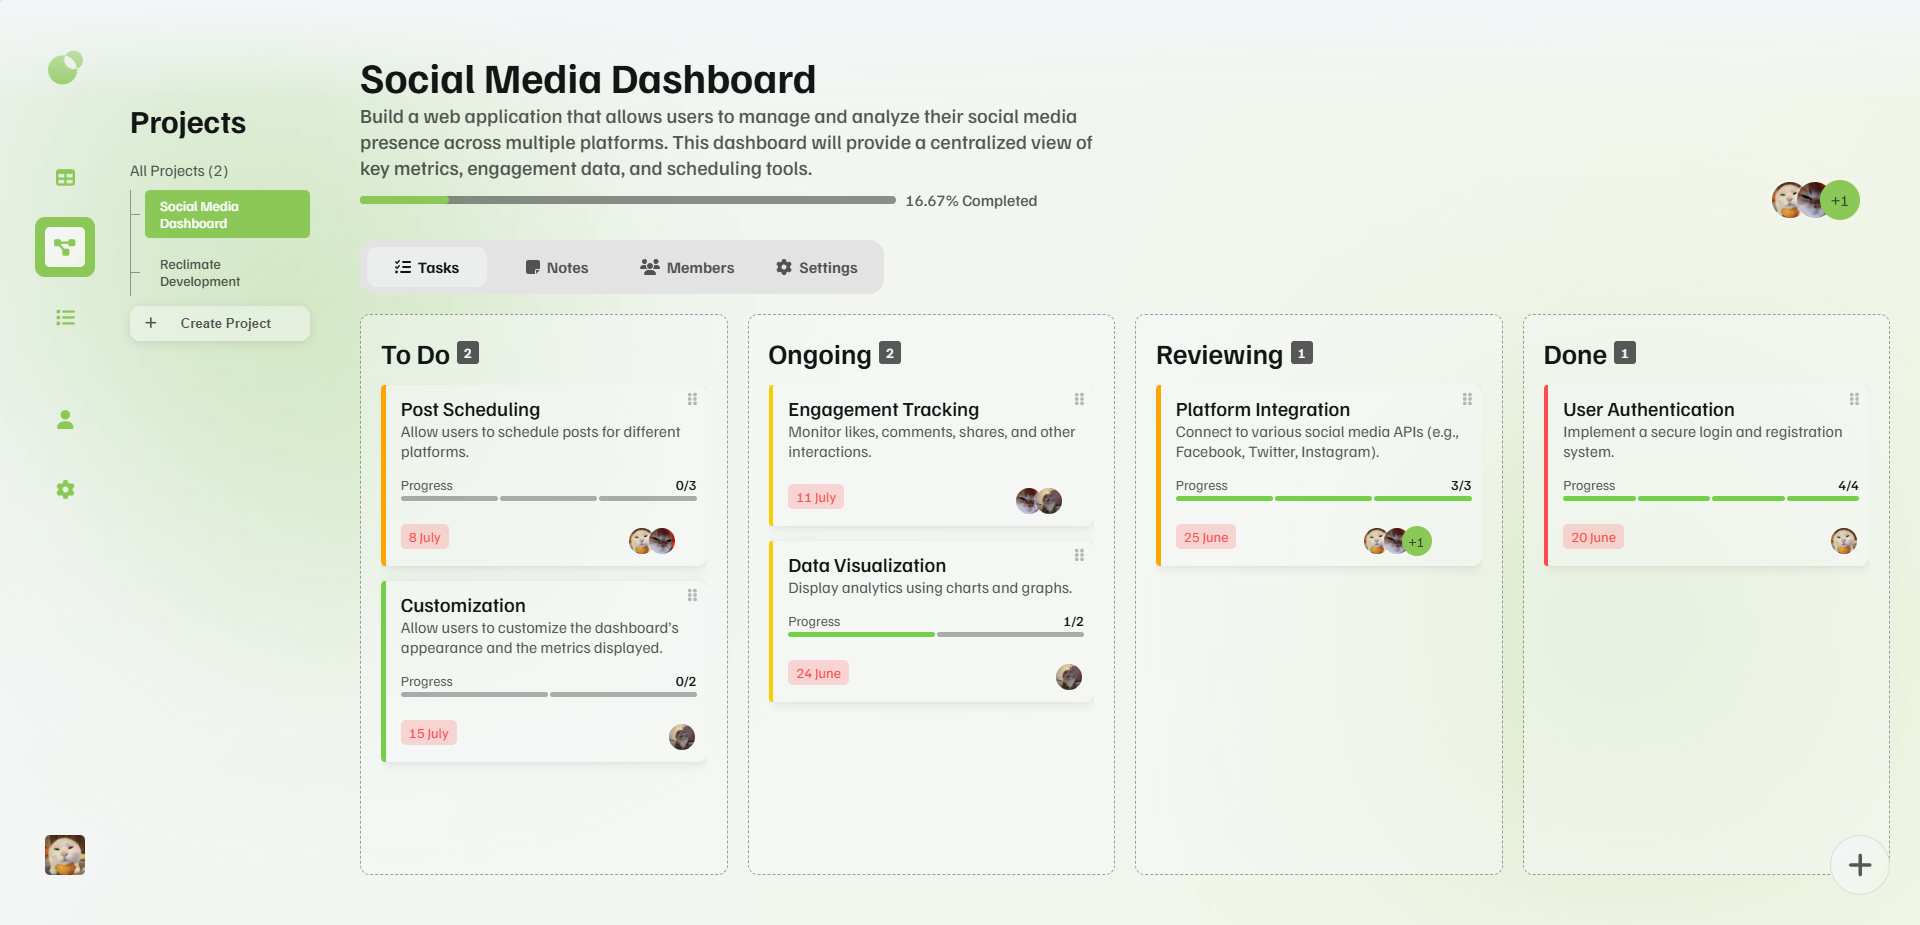 Projects
All Projects (2)
Social Media
Dashboard
Reclimate
Development
Create Project
Social Media Dashboard
Build a web application that allows users to manage and analyze their social media
presence across multiple platforms. This dashboard will provide a centralized view of
key metrics, engagement data, and scheduling tools.
16.67% Completed
+1
Tasks
Notes
Members
Settings
To Do 2
Post Scheduling
Allow users to schedule posts for different
platforms.
Progress 0/3
8 July
Customization
Allow users to customize the dashboard's
appearance and the metrics displayed.
Progress 0/2
15 July
Ongoing 2
Engagement Tracking
Monitor likes, comments, shares, and other
interactions.
11 July
Data Visualization
Display analytics using charts and graphs.
Progress 1/2
24 June
Reviewing 1
Platform Integration
Connect to various social media APIs (e.g.,
Facebook, Twitter, Instagram).
Progress 3/3
25 June
+1
Done 1
User Authentication
Implement a secure login and registration
system.
Progress 4/4
20 June